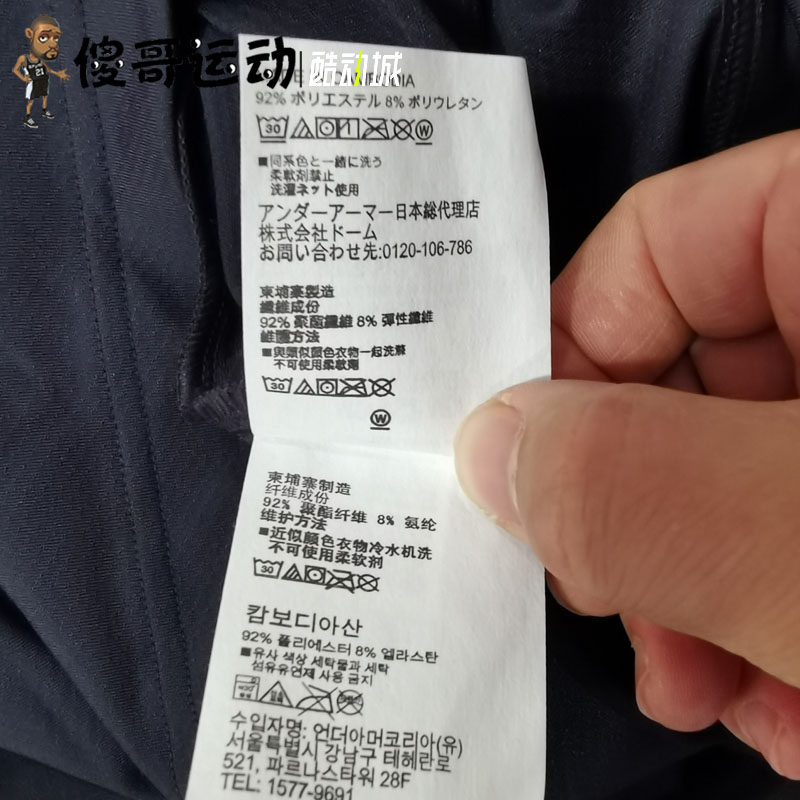 傻哥运动
酷动城
21
92% ポリエステル 8% ポリウレタン
30
W
■同系色と一緒に洗う
柔軟剤禁止
洗濯ネット使用
アンダーアーマー日本総代理店
株式会社ドーム
お問い合わせ先:0120-106-786
柬埔寨製造
纖維成份
92% 聚酯纖維 8% 彈性纖維
維護方法
■與類似顏色衣物一起洗滌
不可使用柔軟劑
30
W
柬埔寨制造
纤维成份
92% 聚酯纤维 8% 氨纶
维护方法
■近似颜色衣物冷水机洗
不可使用柔软剂
30
캄보디아산
92% 폴리에스터 8% 엘라스탄
■유사 색상 세탁물과 세탁
섬유유연제 사용 금지
수입자명: 언더아머코리아(유)
서울특별시 강남구 테헤란로
521, 파르나스타워 28F
TEL: 1577-9691